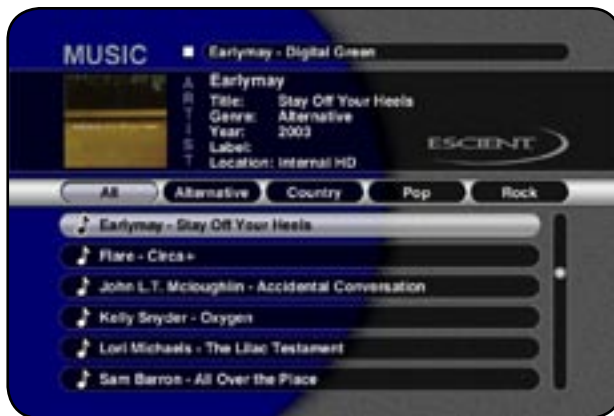 MUSIC
Earlymay - Digital Green
ARTIST
Earlymay
Title: Stay Off Your Heels
Genre: Alternative
Year: 2003
Label:
Location: Internal HD
ESCIENT
All Alternative Country Pop Rock
Earlymay - Stay Off Your Heels
Flare - Circa+
John L.T. Mcloughlin - Accidental Conversation
Kelly Snyder - Oxygen
Lori Michaels - The Lilac Testament
Sam Barron - All Over the Place